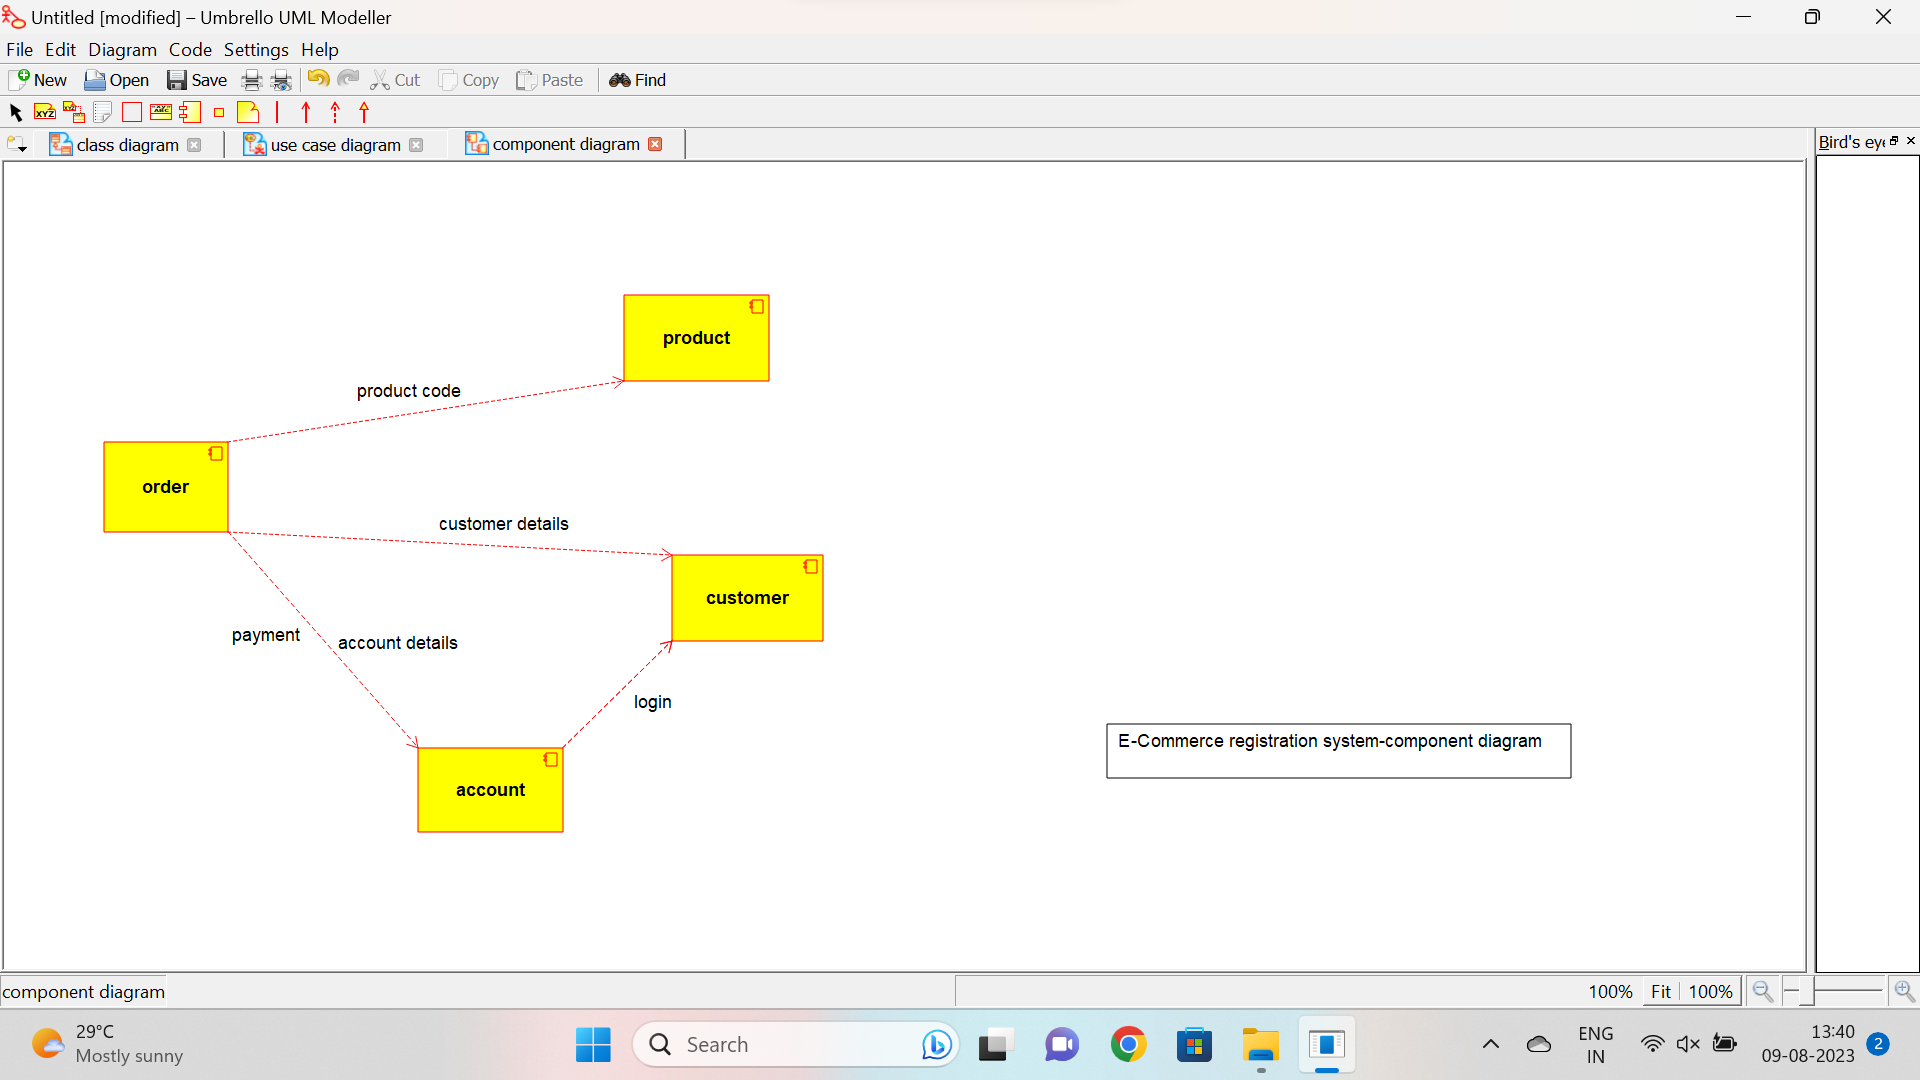 Untitled [modified] – Umbrello UML Modeller
File Edit Diagram Code Settings Help
New Open Save Cut Copy Paste Find
XYZ
class diagram use case diagram component diagram
Bird's eye
product
product code
order
customer details
customer
payment
account details
login
E-Commerce registration system-component diagram
account
component diagram
100% Fit 100%
29°C
Mostly sunny
Search
ENG
IN
13:40
09-08-2023
2